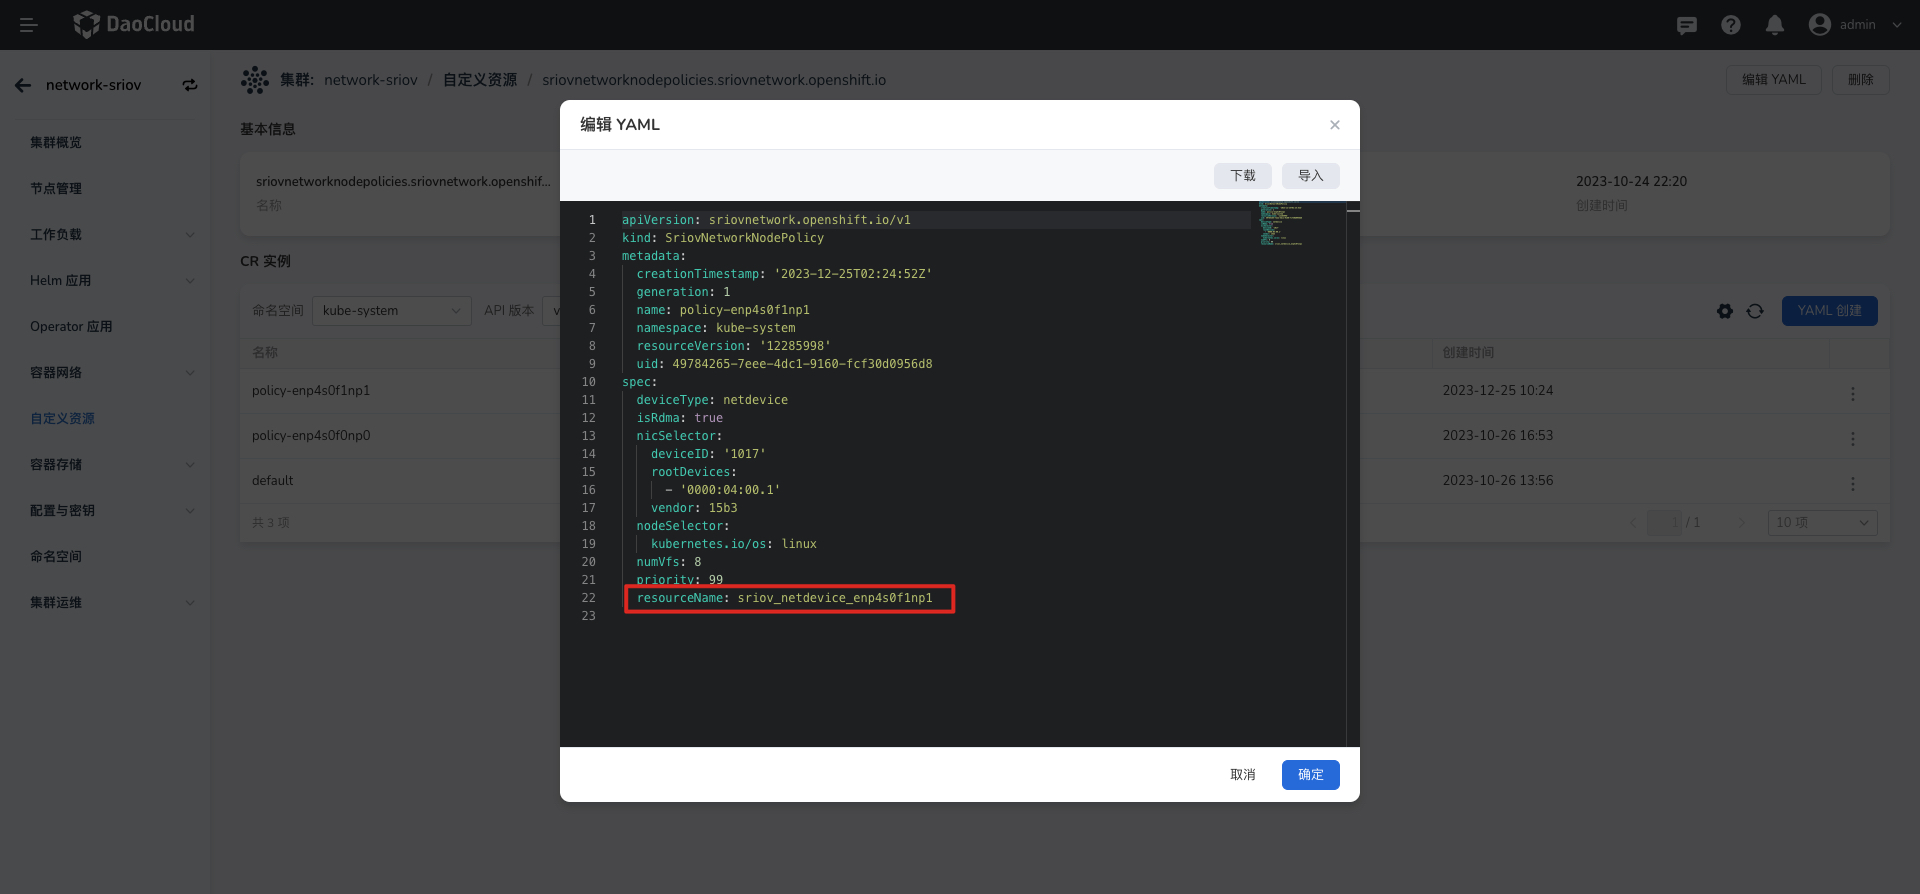 DaoCloud
admin
network-sriov
集群: network-sriov / 自定义资源 / sriovnetworknodepolicies.sriovnetwork.openshift.io
编辑 YAML
删除
集群概览
节点管理
工作负载
Helm 应用
Operator 应用
容器网络
自定义资源
容器存储
配置与密钥
命名空间
集群运维
基本信息
sriovnetworknodepolicies.sriovnetwork.openshif...
名称
2023-10-24 22:20
创建时间
CR 实例
命名空间 kube-system API 版本 v
YAML 创建
名称
创建时间
policy-enp4s0f1np1
2023-12-25 10:24
policy-enp4s0f0np0
2023-10-26 16:53
default
2023-10-26 13:56
共 3 项
1 / 1
10 项
编辑 YAML
下载
导入
1 apiVersion: sriovnetwork.openshift.io/v1
2 kind: SriovNetworkNodePolicy
3 metadata:
4 creationTimestamp: '2023-12-25T02:24:52Z'
5 generation: 1
6 name: policy-enp4s0f1np1
7 namespace: kube-system
8 resourceVersion: '12285998'
9 uid: 49784265-7eee-4dc1-9160-fcf30d0956d8
10 spec:
11 deviceType: netdevice
12 isRdma: true
13 nicSelector:
14 deviceID: '1017'
15 rootDevices:
16 - '0000:04:00.1'
17 vendor: 15b3
18 nodeSelector:
19 kubernetes.io/os: linux
20 numVfs: 8
21 priority: 99
22 resourceName: sriov_netdevice_enp4s0f1np1
23
取消
确定